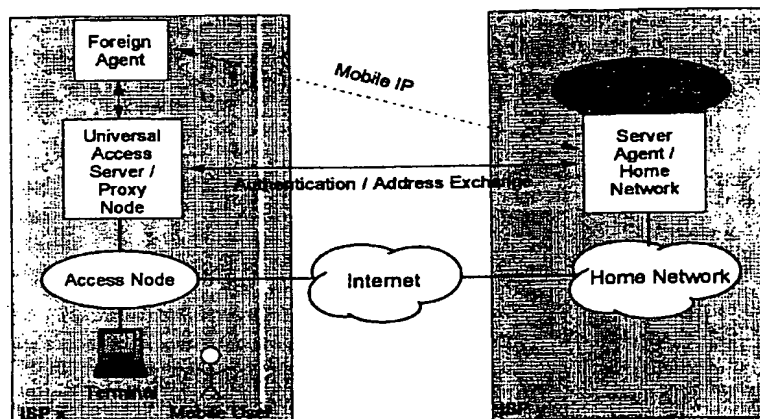 Foreign
Agent
Mobile IP
Universal
Access
Server /
Proxy
Node
Server
Agent /
Home
Network
Authentication / Address Exchange
Access Node
Internet
Home Network
Terminal
ISP x
Mobile User